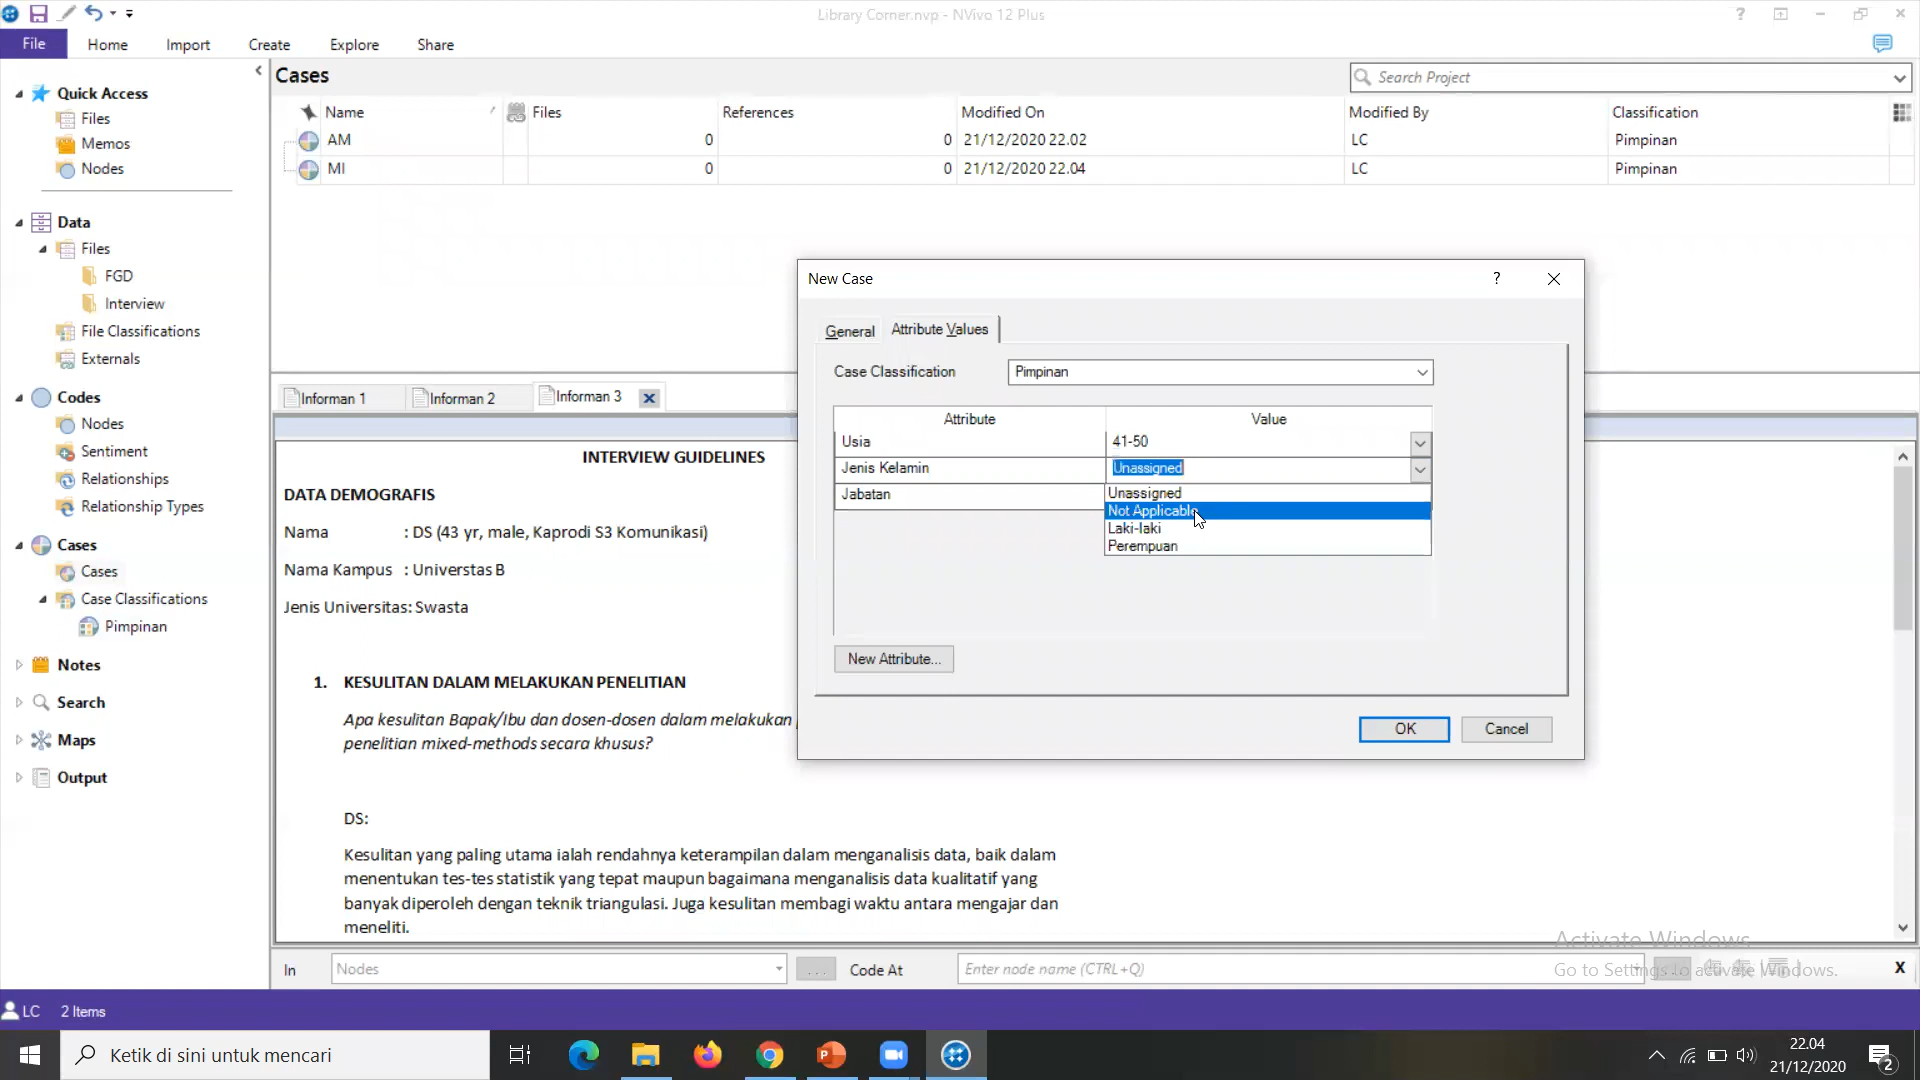 Library Corner.nvp - NVivo 12 Plus
File Home Import Create Explore Share
Quick Access
Files
Memos
Nodes
Data
Files
FGD
Interview
File Classifications
Externals
Codes
Nodes
Sentiment
Relationships
Relationship Types
Cases
Cases
Case Classifications
Pimpinan
Notes
Search
Maps
Output
Cases
Search Project
Name Files References Modified On Modified By Classification
AM 0 0 21/12/2020 22.02 LC Pimpinan
MI 0 0 21/12/2020 22.04 LC Pimpinan
Informan 1 Informan 2 Informan 3
INTERVIEW GUIDELINES
DATA DEMOGRAFIS
Nama : DS (43 yr, male, Kaprodi S3 Komunikasi)
Nama Kampus : Universtas B
Jenis Universitas: Swasta
1. KESULITAN DALAM MELAKUKAN PENELITIAN
Apa kesulitan Bapak/Ibu dan dosen-dosen dalam melakukan
penelitian mixed-methods secara khusus?
DS:
Kesulitan yang paling utama ialah rendahnya keterampilan dalam menganalisis data, baik dalam
menentukan tes-tes statistik yang tepat maupun bagaimana menganalisis data kualitatif yang
banyak diperoleh dengan teknik triangulasi. Juga kesulitan membagi waktu antara mengajar dan
meneliti.
New Case
?
General Attribute Values
Case Classification Pimpinan
Attribute Value
Usia 41-50
Jenis Kelamin Unassigned
Jabatan
Unassigned
Not Applicable
Laki-laki
Perempuan
New Attribute...
OK Cancel
In Nodes ... Code At Enter node name (CTRL+Q) X
Activate Windows
Go to Settings to activate Windows.
LC 2 Items
Ketik di sini untuk mencari
22.04
21/12/2020
2